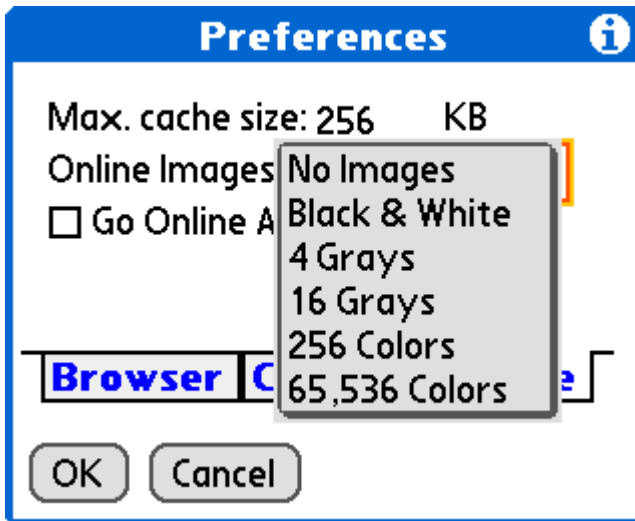 Preferences
Max. cache size: 256 KB
Online Images
No Images
Go Online
Black & White
4 Grays
16 Grays
256 Colors
65,536 Colors
Browser
OK
Cancel